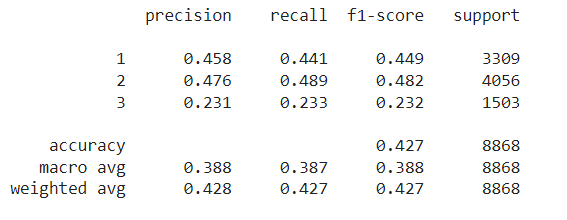 precision recall f1-score support
1 0.458 0.441 0.449 3309
2 0.476 0.489 0.482 4056
3 0.231 0.233 0.232 1503
accuracy 0.427 8868
macro avg 0.388 0.387 0.388 8868
weighted avg 0.428 0.427 0.427 8868